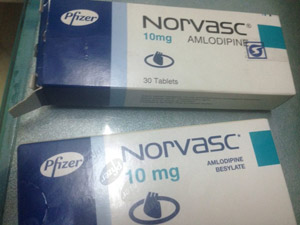 Pfizer
NORVASC®
10mg AMLODIPINE
30 Tablets
Pfizer
NORVASC®
10 mg
AMLODIPINE
BESYLATE